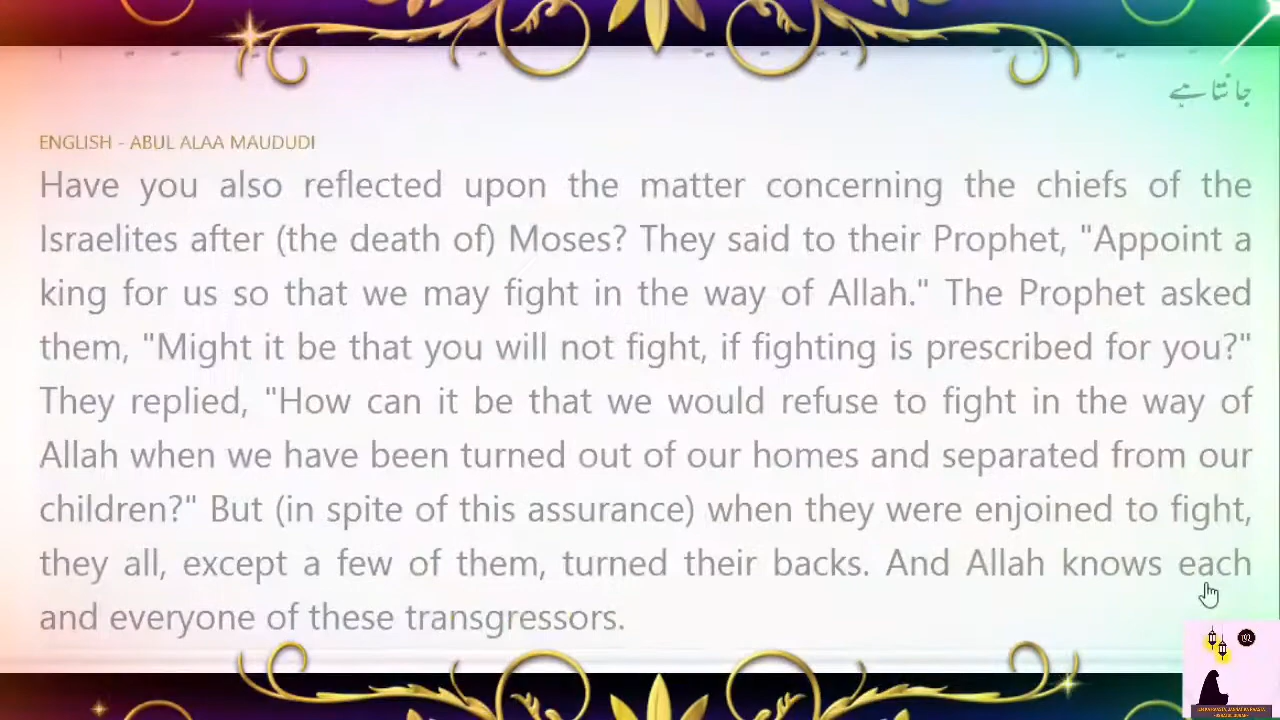 جانتا ہے
ENGLISH - ABUL ALAA MAUDUDI
Have you also reflected upon the matter concerning the chiefs of the
Israelites after (the death of) Moses? They said to their Prophet, "Appoint a
king for us so that we may fight in the way of Allah." The Prophet asked
them, "Might it be that you will not fight, if fighting is prescribed for you?"
They replied, "How can it be that we would refuse to fight in the way of
Allah when we have been turned out of our homes and separated from our
children?" But (in spite of this assurance) when they were enjoined to fight,
they all, except a few of them, turned their backs. And Allah knows each
and everyone of these transgressors.